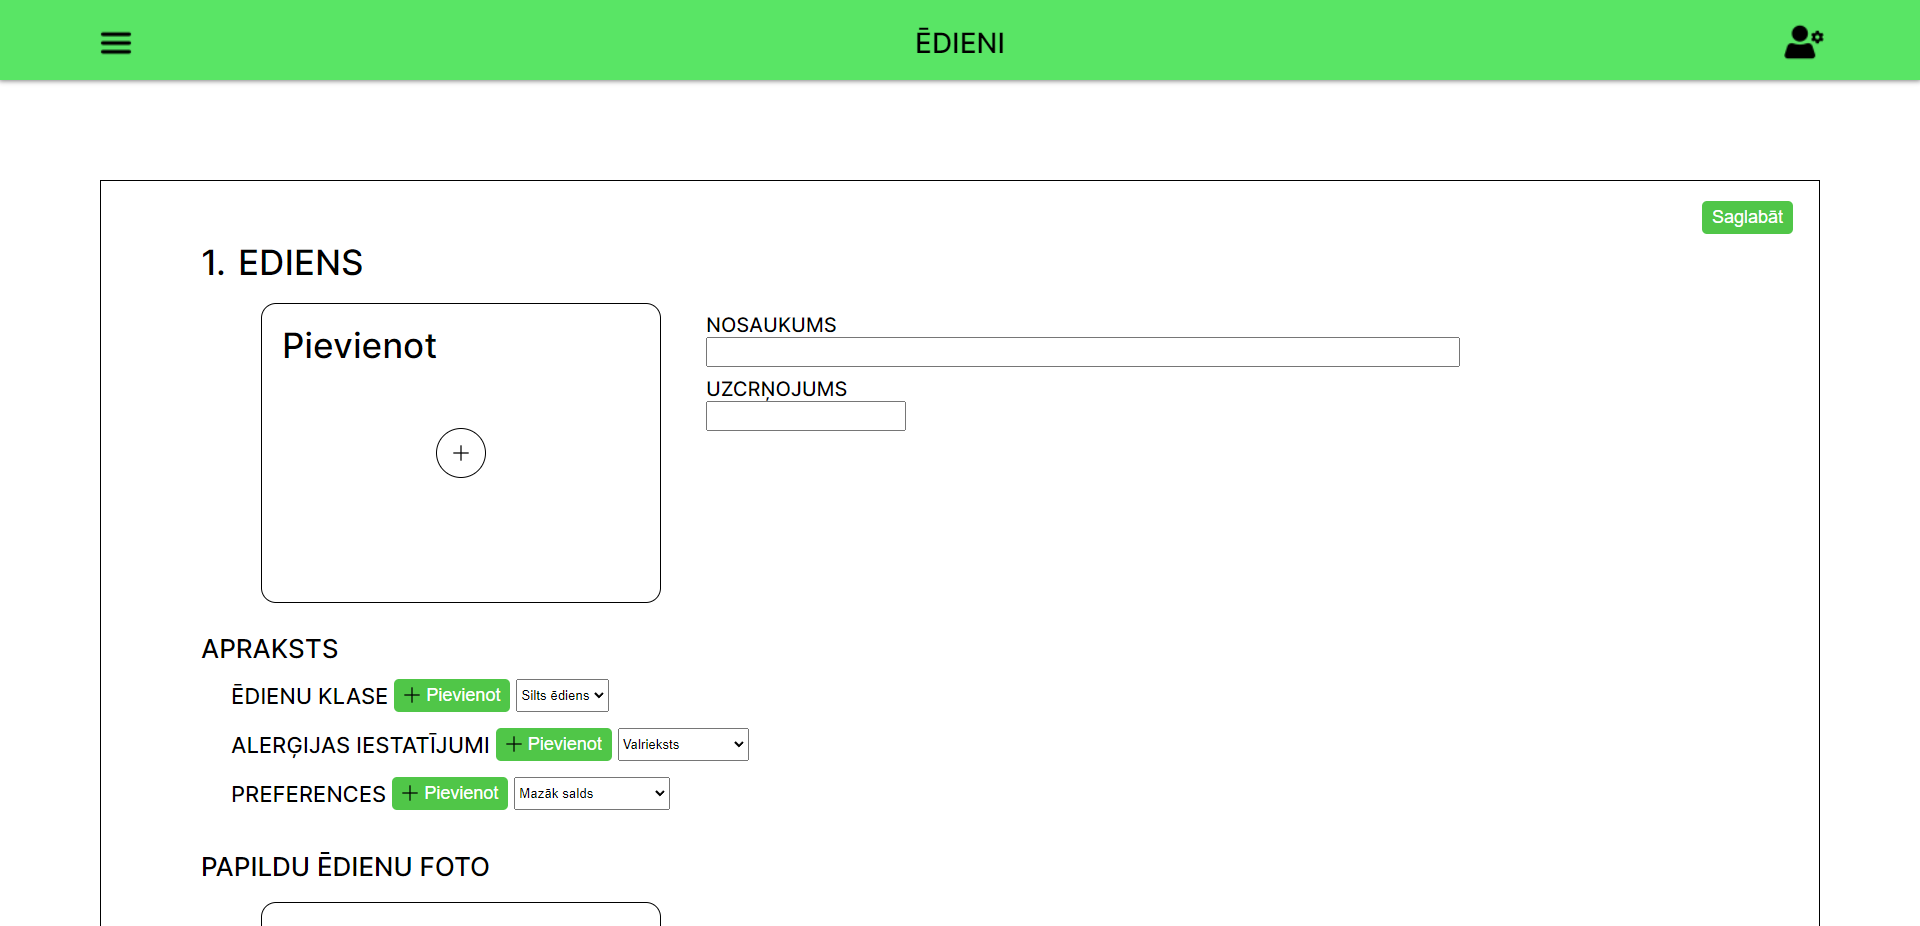 ĒDIENI
Saglabāt
1. EDIENS
Pievienot
NOSAUKUMS
UZCRŅOJUMS
APRAKSTS
ĒDIENU KLASE + Pievienot Silts ēdiens
ALERĢIJAS IESTATĪJUMI + Pievienot Valrieksts
PREFERENCES + Pievienot Mazāk salds
PAPILDU ĒDIENU FOTO